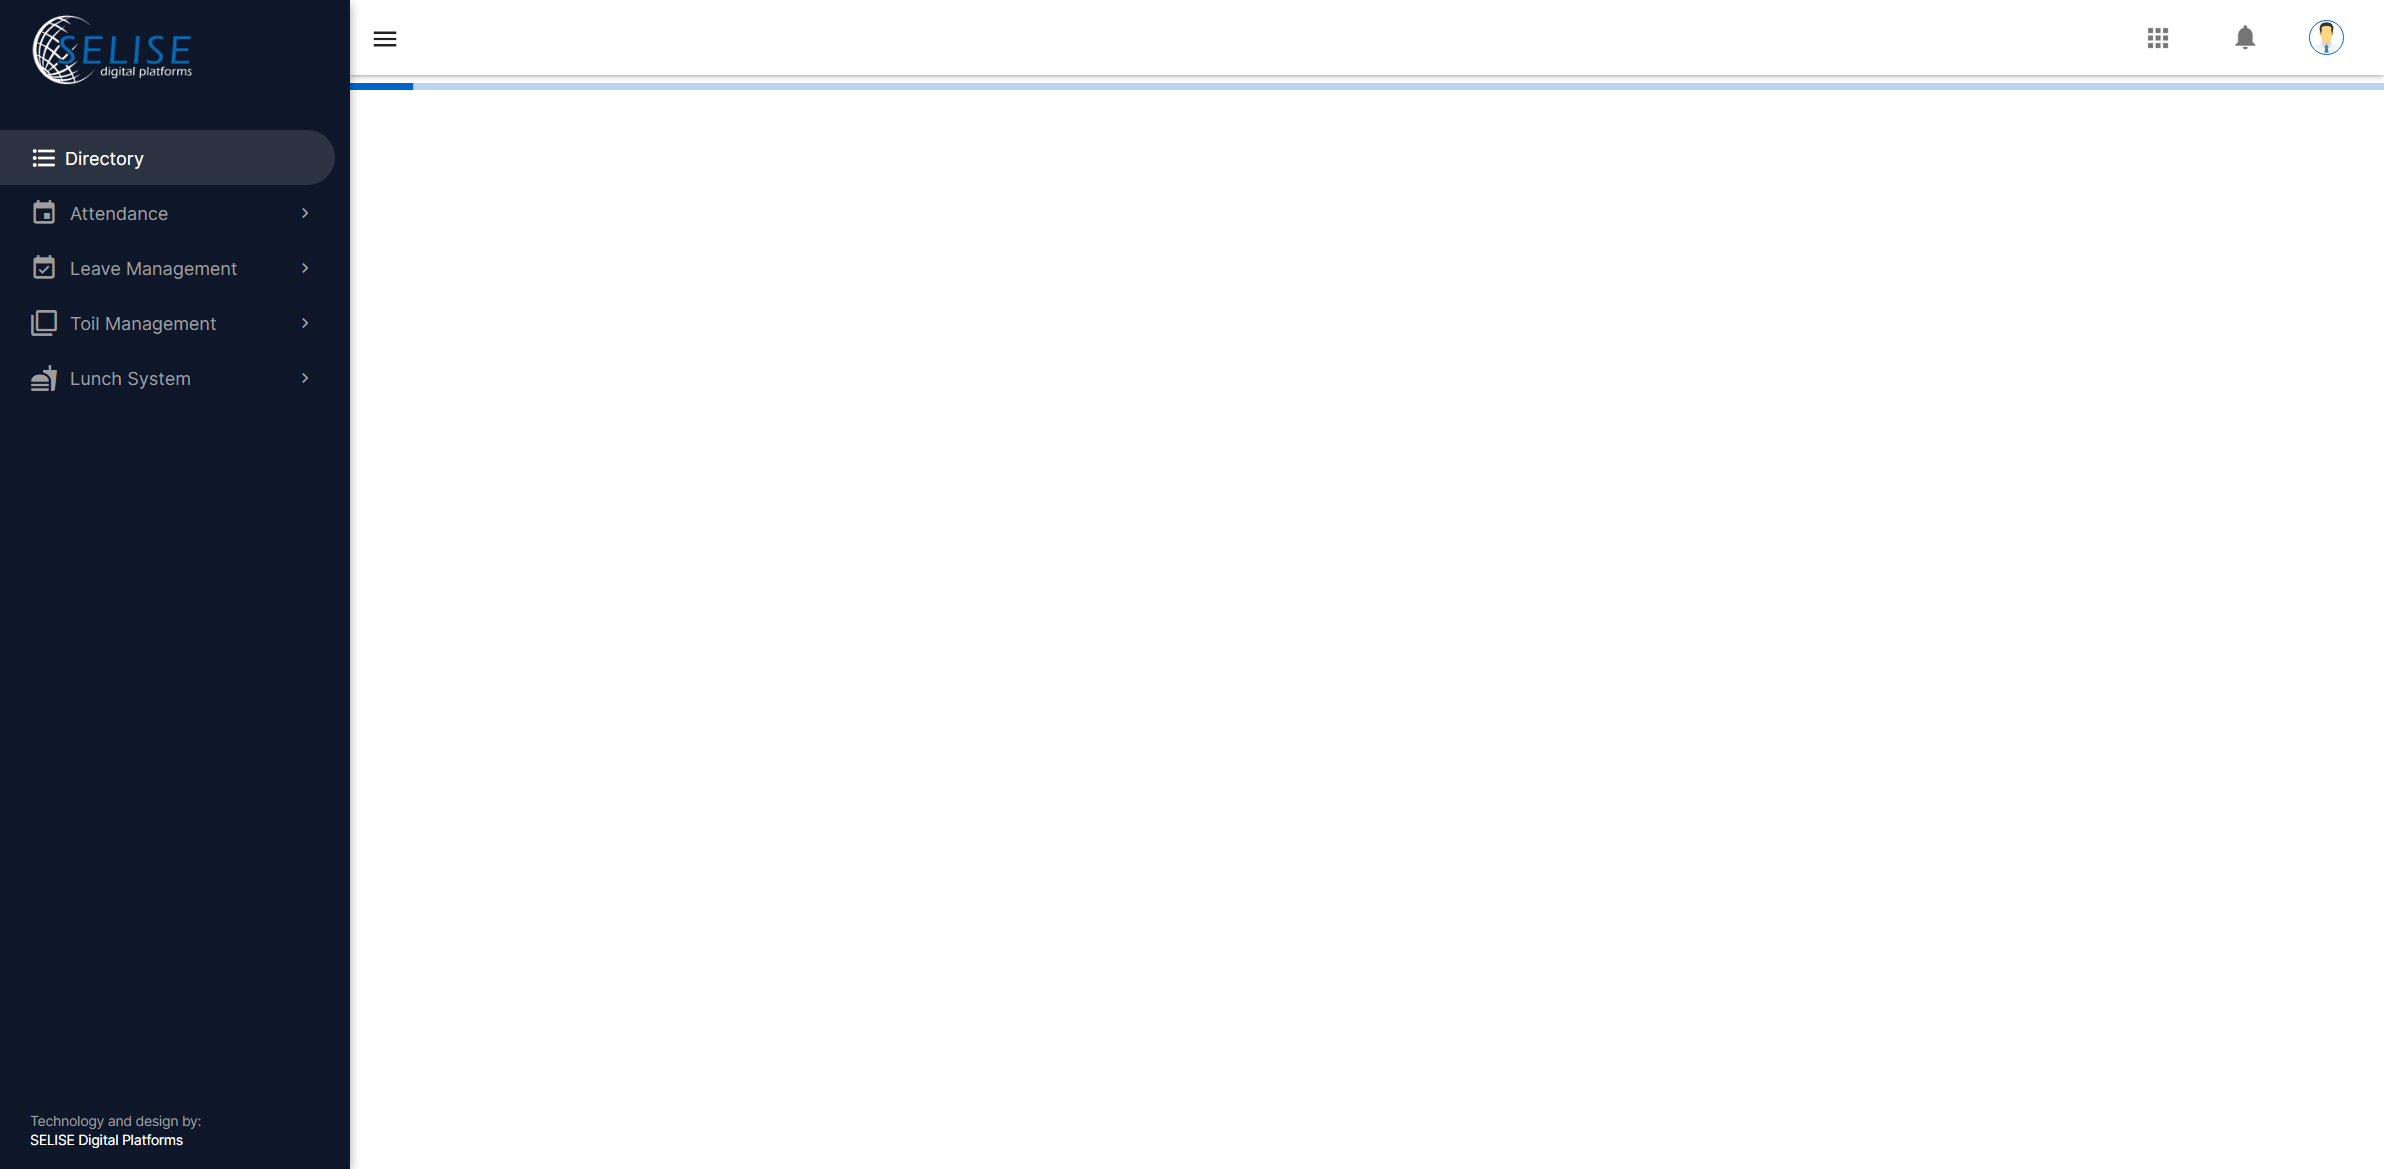 SELISE
digital platforms
Directory
Attendance
Leave Management
Toil Management
Lunch System
Technology and design by:
SELISE Digital Platforms